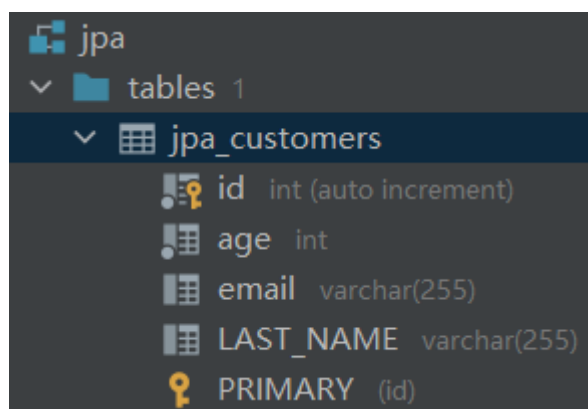 jpa
tables 1
jpa_customers
id int (auto increment)
age int
email varchar(255)
LAST_NAME varchar(255)
PRIMARY (id)